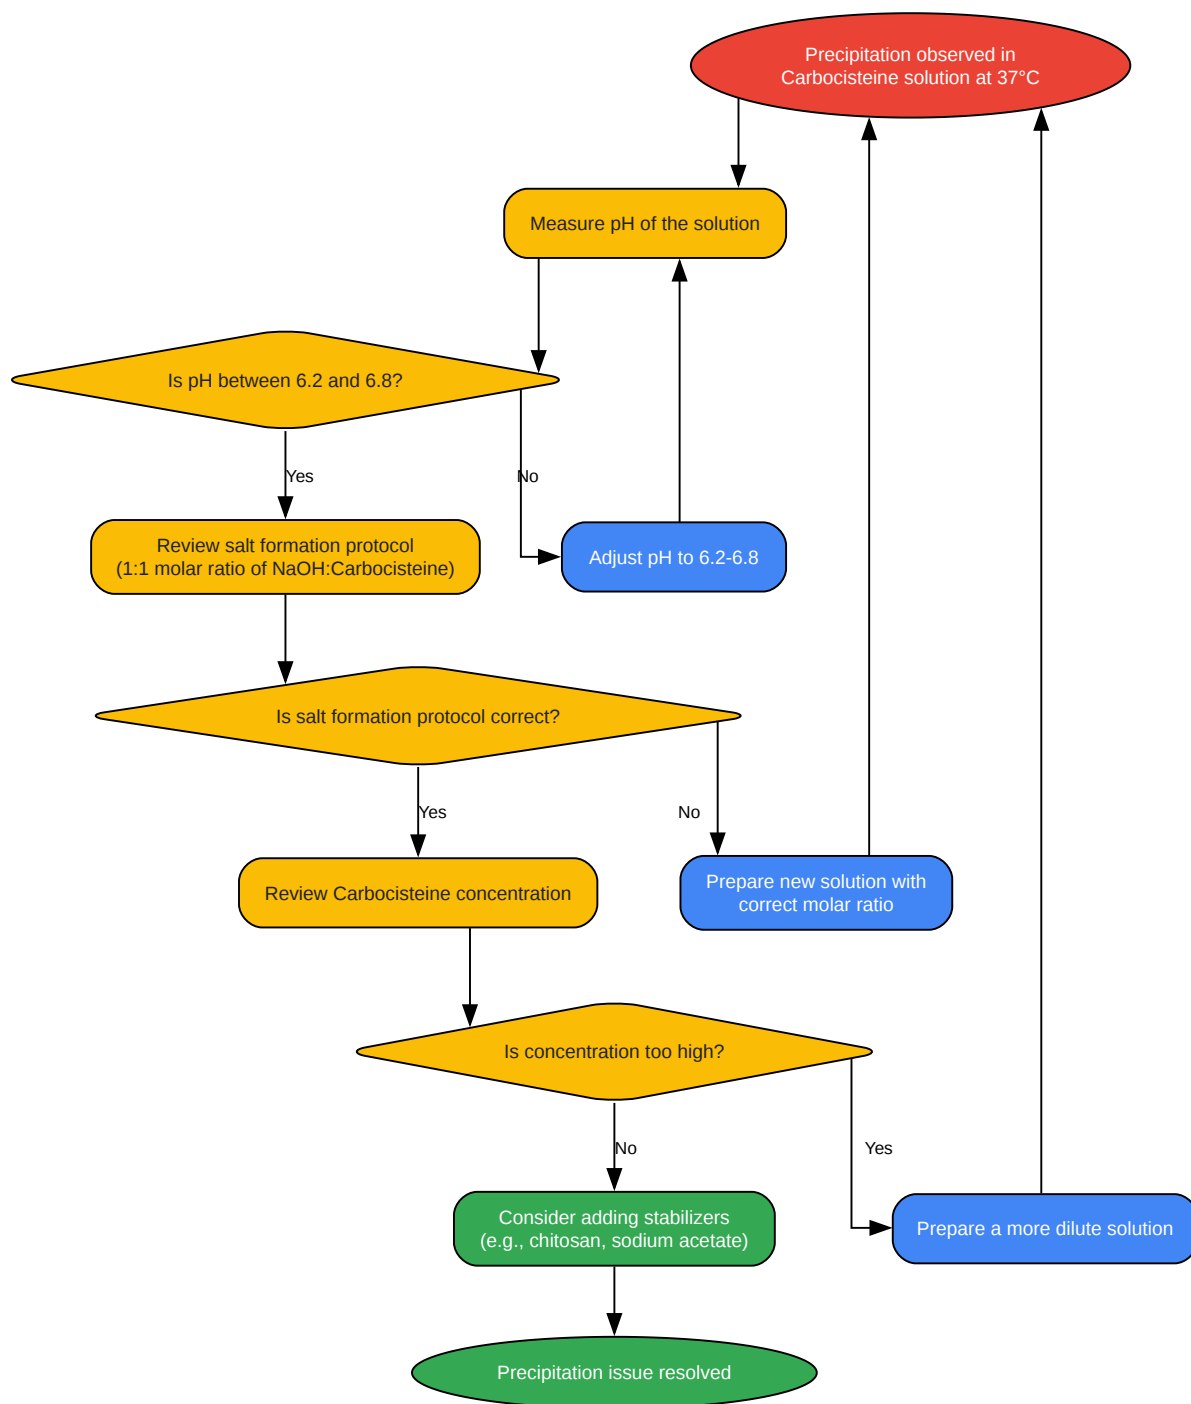 Precipitation observed in
Carbocisteine solution at 37°C
Measure pH of the solution
Is pH between 6.2 and 6.8?
Yes
No
Review salt formation protocol
(1:1 molar ratio of NaOH:Carbocisteine)
Adjust pH to 6.2-6.8
Is salt formation protocol correct?
Yes
No
Review Carbocisteine concentration
Prepare new solution with
correct molar ratio
Is concentration too high?
No
Yes
Consider adding stabilizers
(e.g., chitosan, sodium acetate)
Prepare a more dilute solution
Precipitation issue resolved